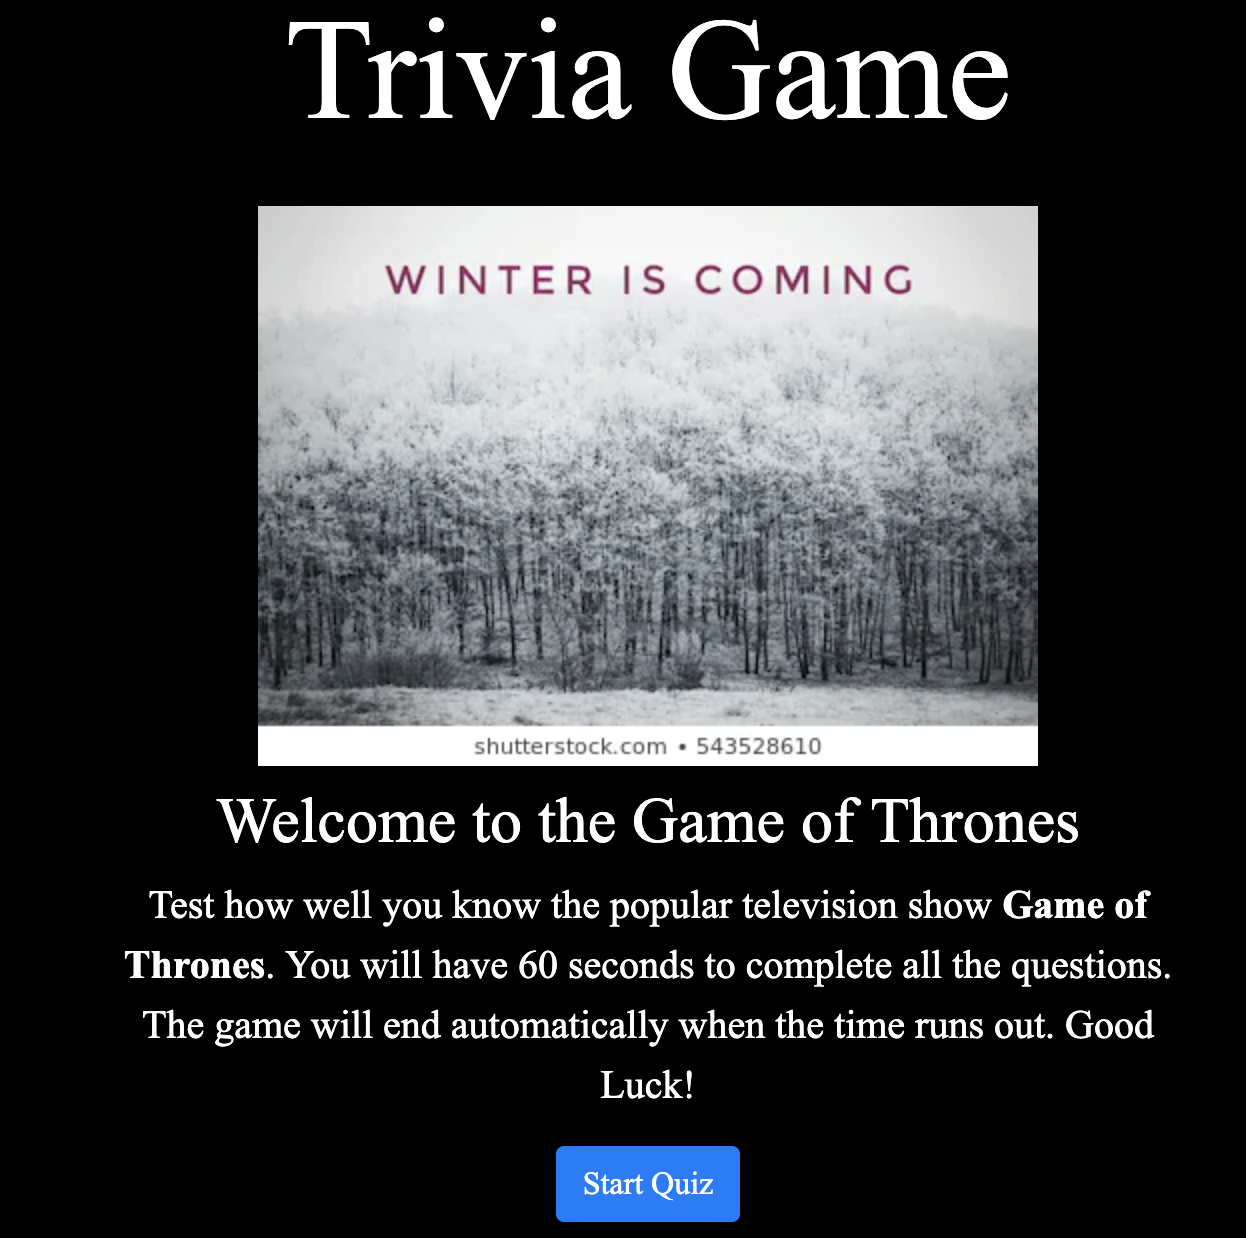 Trivia Game
WINTER IS COMING
shutterstock.com • 543528610
Welcome to the Game of Thrones
Test how well you know the popular television show Game of
Thrones. You will have 60 seconds to complete all the questions.
The game will end automatically when the time runs out. Good
Luck!
Start Quiz